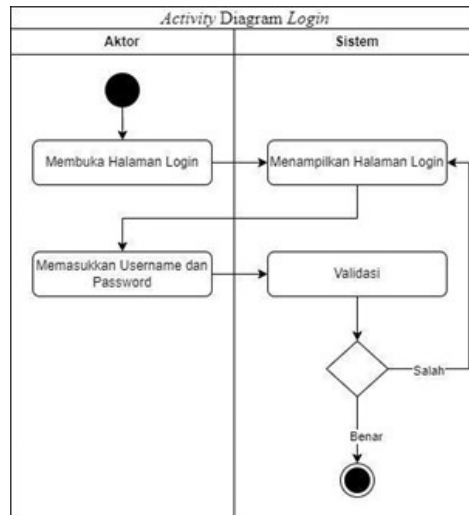 Activity Diagram Login
Aktor
Sistem
Membuka Halaman Login
Menampilkan Halaman Login
Memasukkan Username dan
Password
Validasi
Salah
Benar